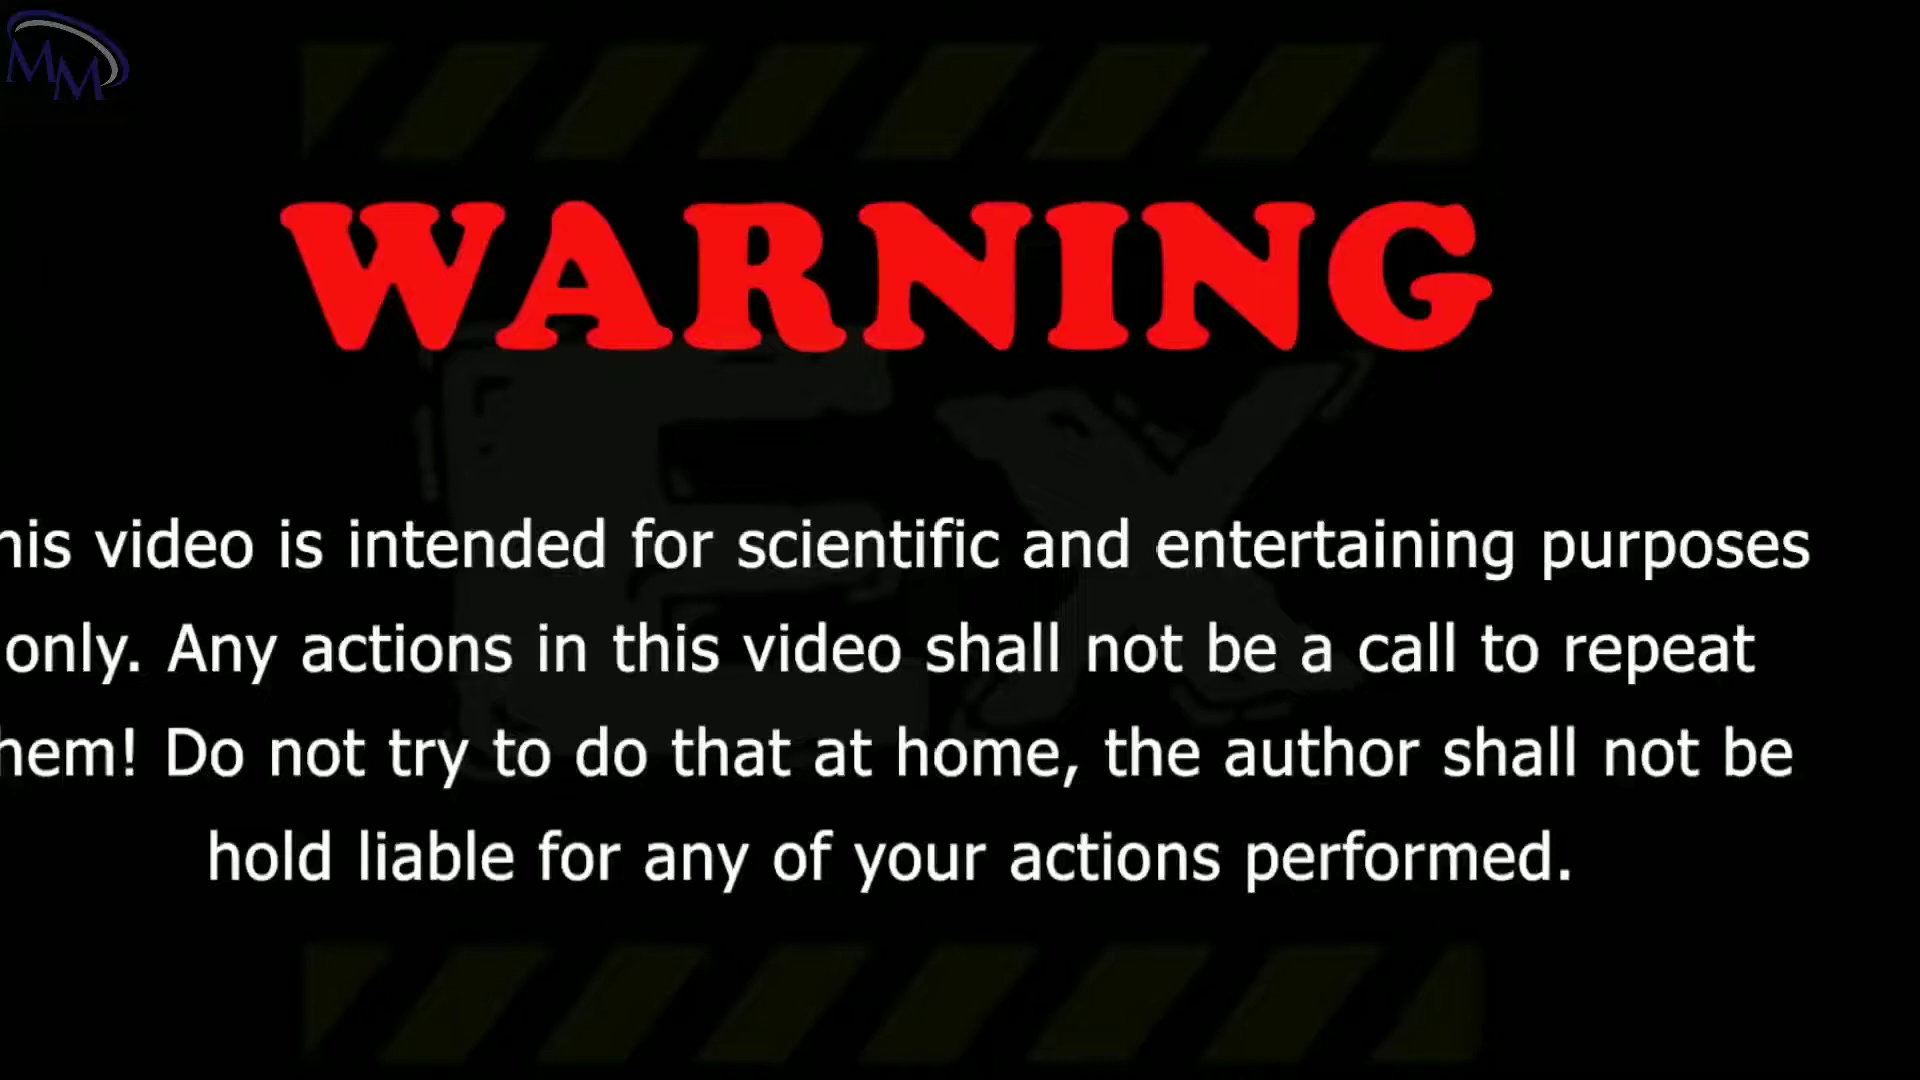 MM
WARNING
EX
his video is intended for scientific and entertaining purposes
only. Any actions in this video shall not be a call to repeat
hem! Do not try to do that at home, the author shall not be
hold liable for any of your actions performed.